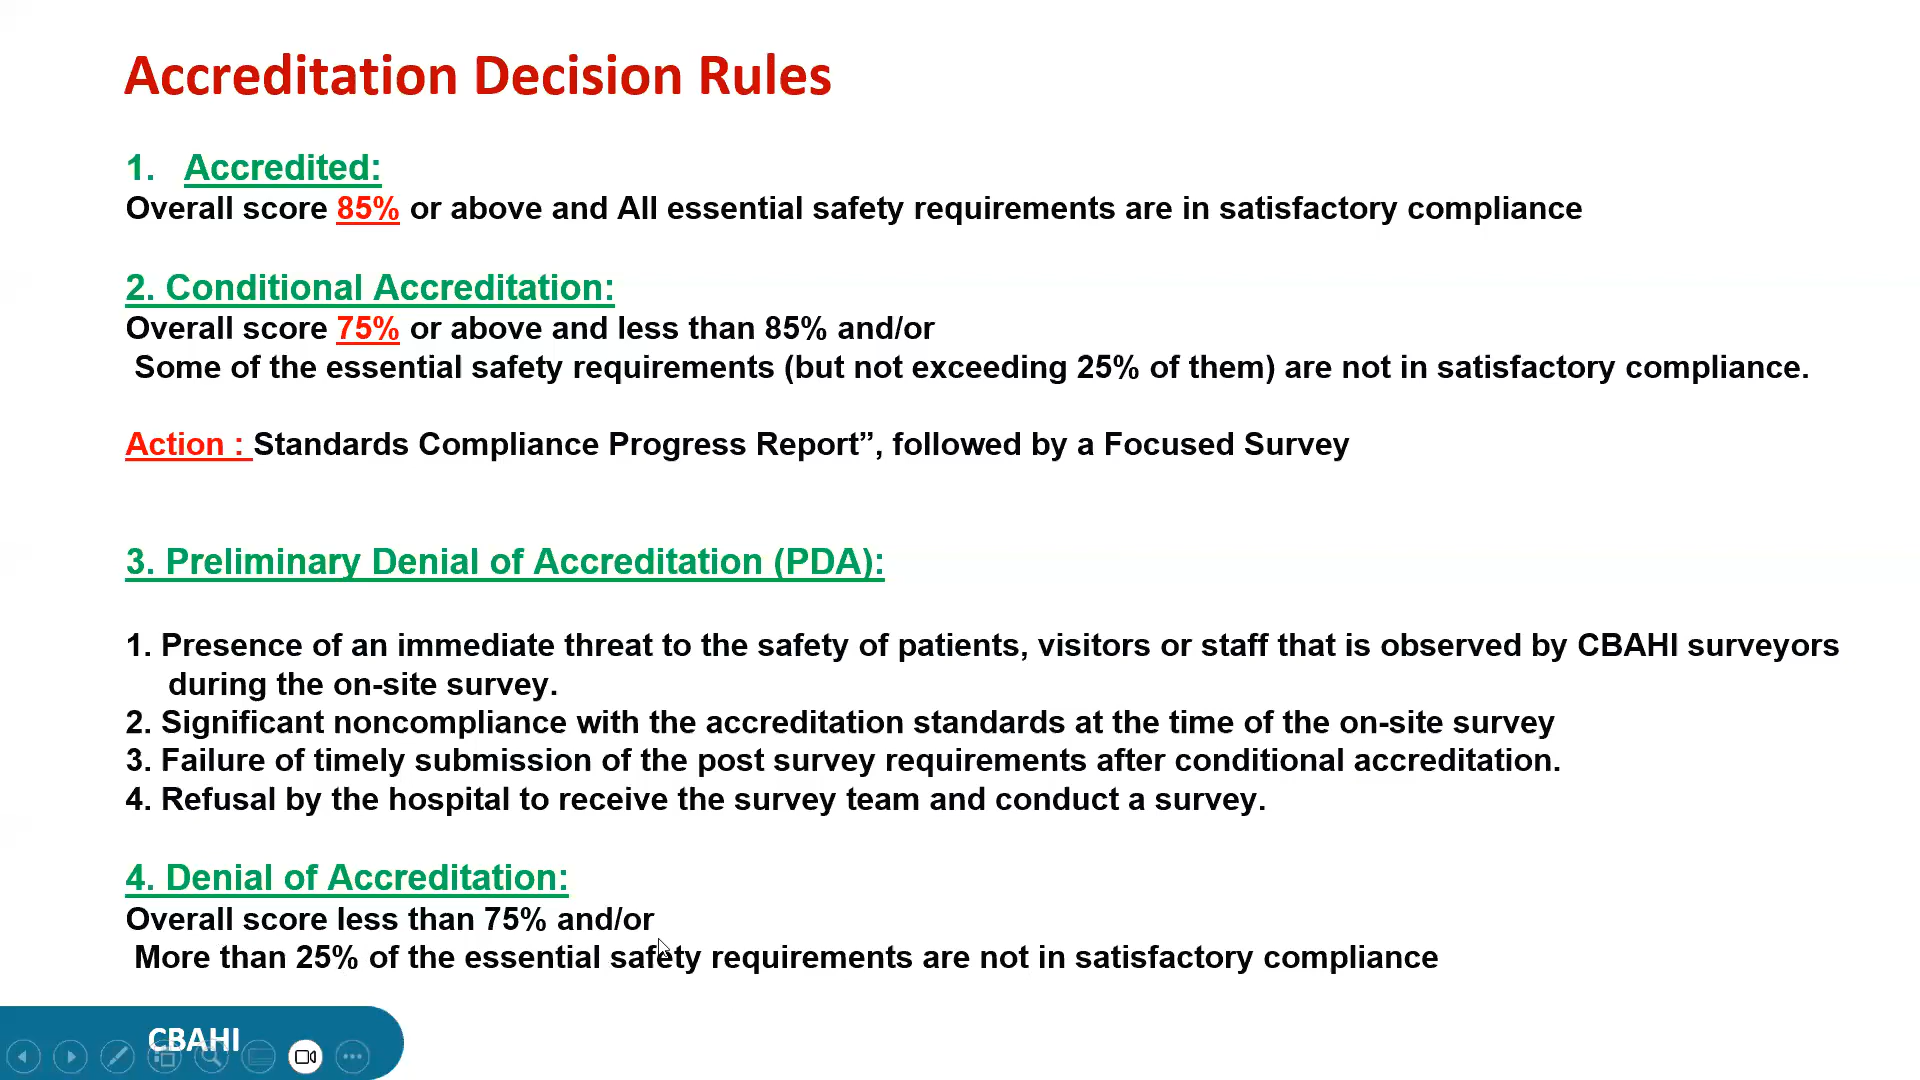 Accreditation Decision Rules
1. Accredited:
Overall score 85% or above and All essential safety requirements are in satisfactory compliance
2. Conditional Accreditation:
Overall score 75% or above and less than 85% and/or
Some of the essential safety requirements (but not exceeding 25% of them) are not in satisfactory compliance.
Action : Standards Compliance Progress Report”, followed by a Focused Survey
3. Preliminary Denial of Accreditation (PDA):
1. Presence of an immediate threat to the safety of patients, visitors or staff that is observed by CBAHI surveyors
during the on-site survey.
2. Significant noncompliance with the accreditation standards at the time of the on-site survey
3. Failure of timely submission of the post survey requirements after conditional accreditation.
4. Refusal by the hospital to receive the survey team and conduct a survey.
4. Denial of Accreditation:
Overall score less than 75% and/or
More than 25% of the essential safety requirements are not in satisfactory compliance
CBAHI